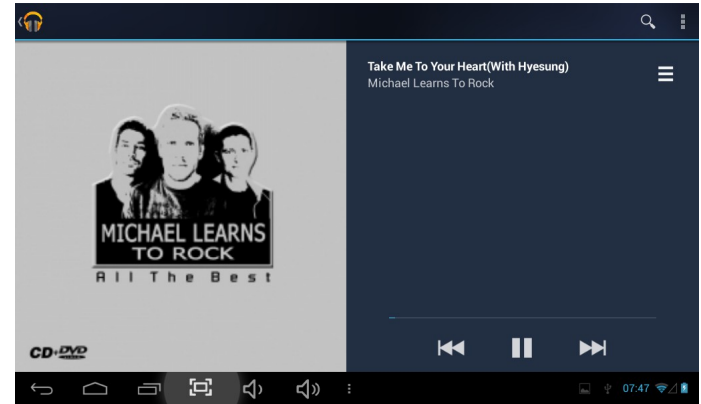 Take Me To Your Heart(With Hyesung)
Michael Learns To Rock
MICHAEL LEARNS
TO ROCK
All The Best
CD+DVD
07:47